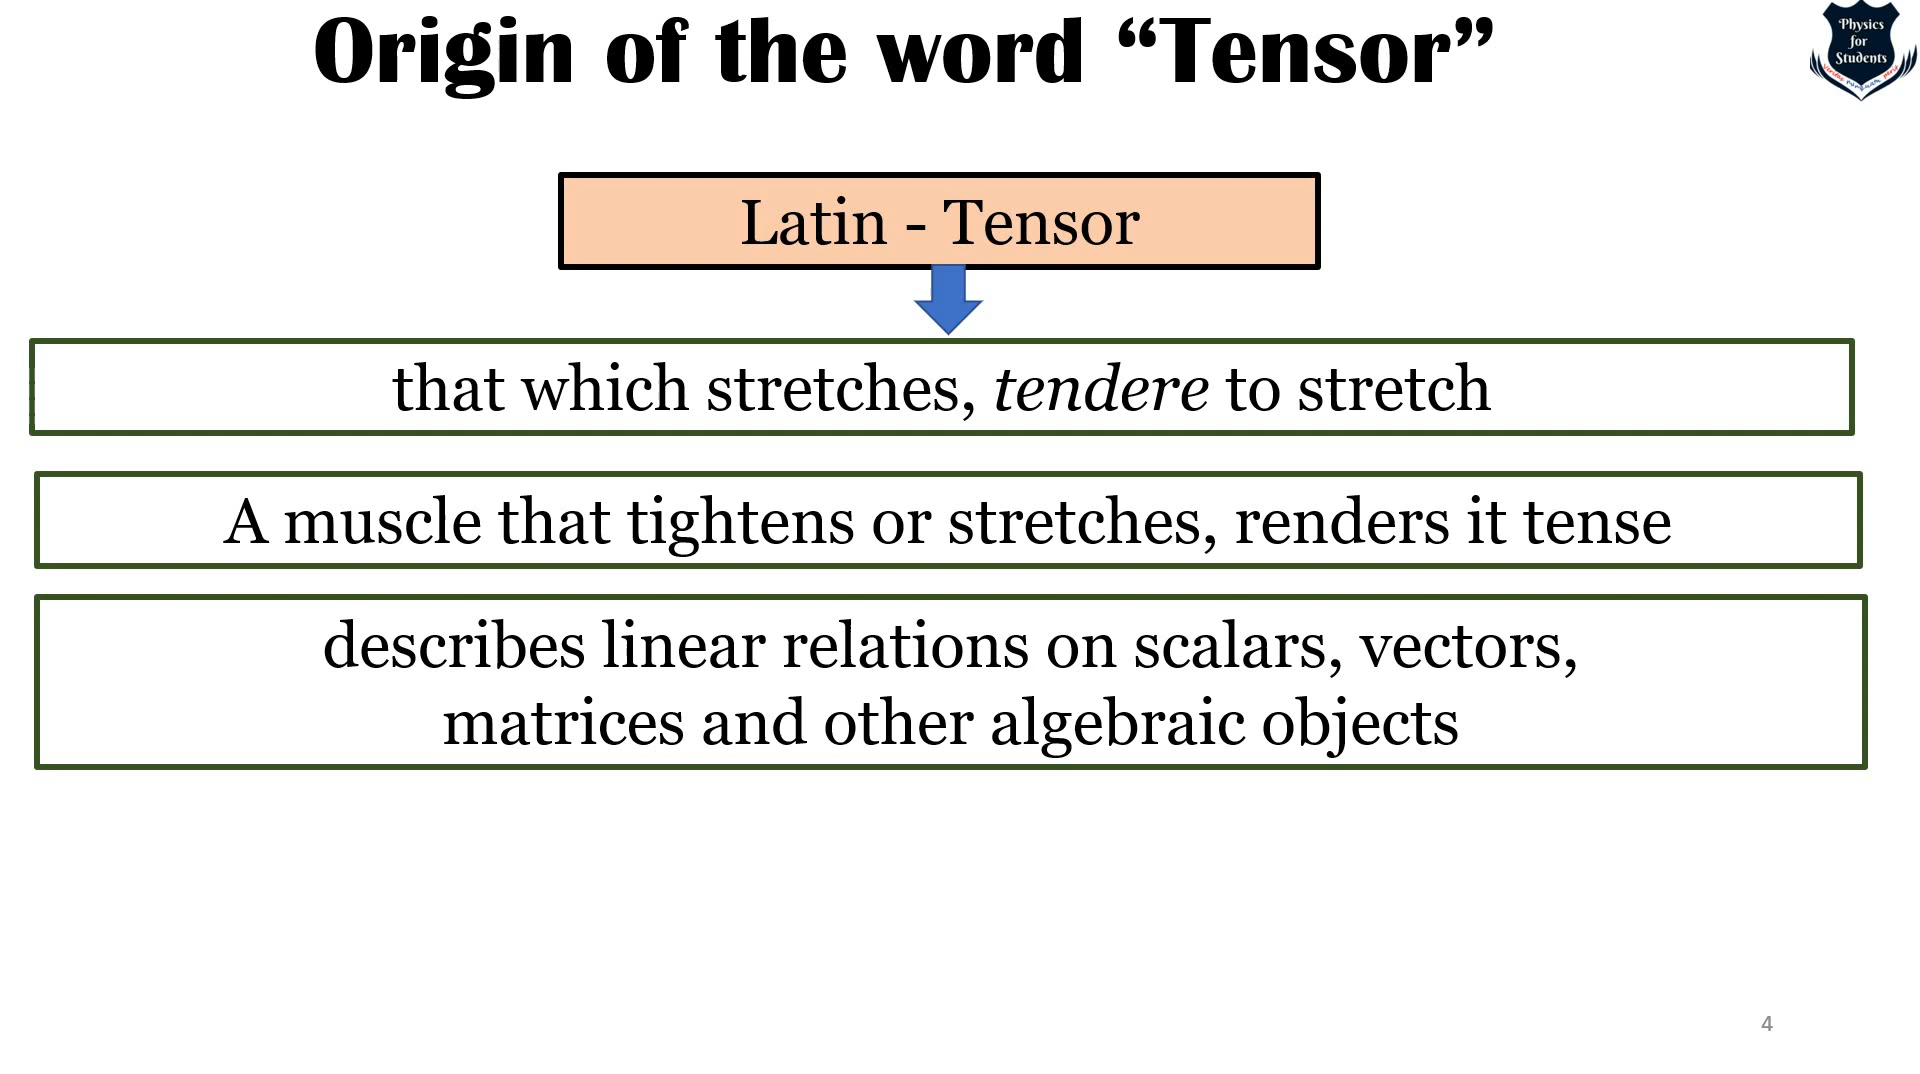 Origin of the word “Tensor”
Physics
for
Students
Latin - Tensor
that which stretches, tendere to stretch
A muscle that tightens or stretches, renders it tense
describes linear relations on scalars, vectors,
matrices and other algebraic objects
4